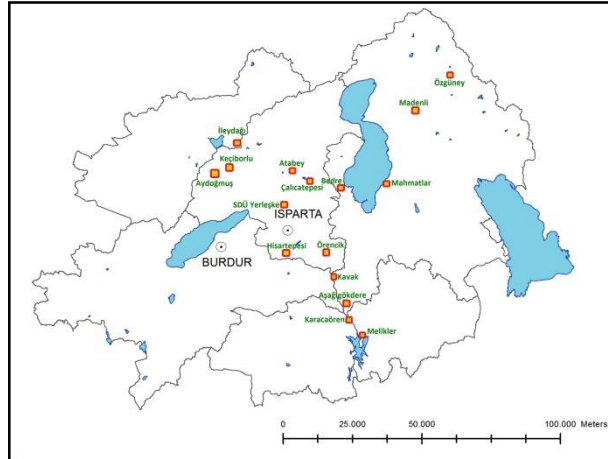 Özgüney
Madenli
İleydağı
Keçiborlu
Atabey
Aydoğmuş
Çalıcatepesi
Bedre
Mahmatlar
SDÜ Yerleşke
ISPARTA
Hisartepesi
Örencik
BURDUR
Kavak
Aşağıgökdere
Karacaören
Melikler
0 25.000 50.000 100.000
Meters